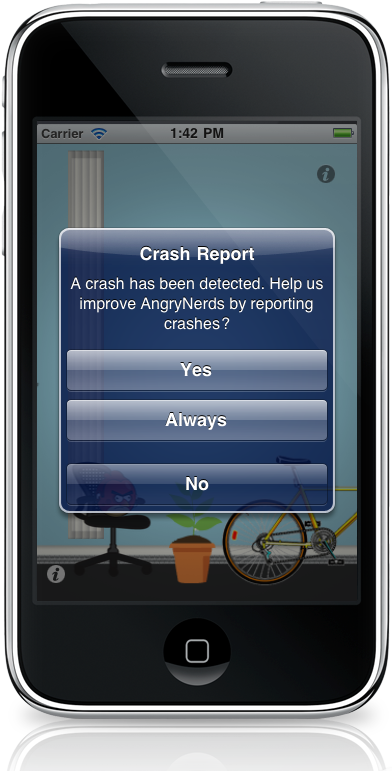 Carrier 1:42 PM
Crash Report
A crash has been detected. Help us
improve AngryNerds by reporting
crashes?
Yes
Always
No